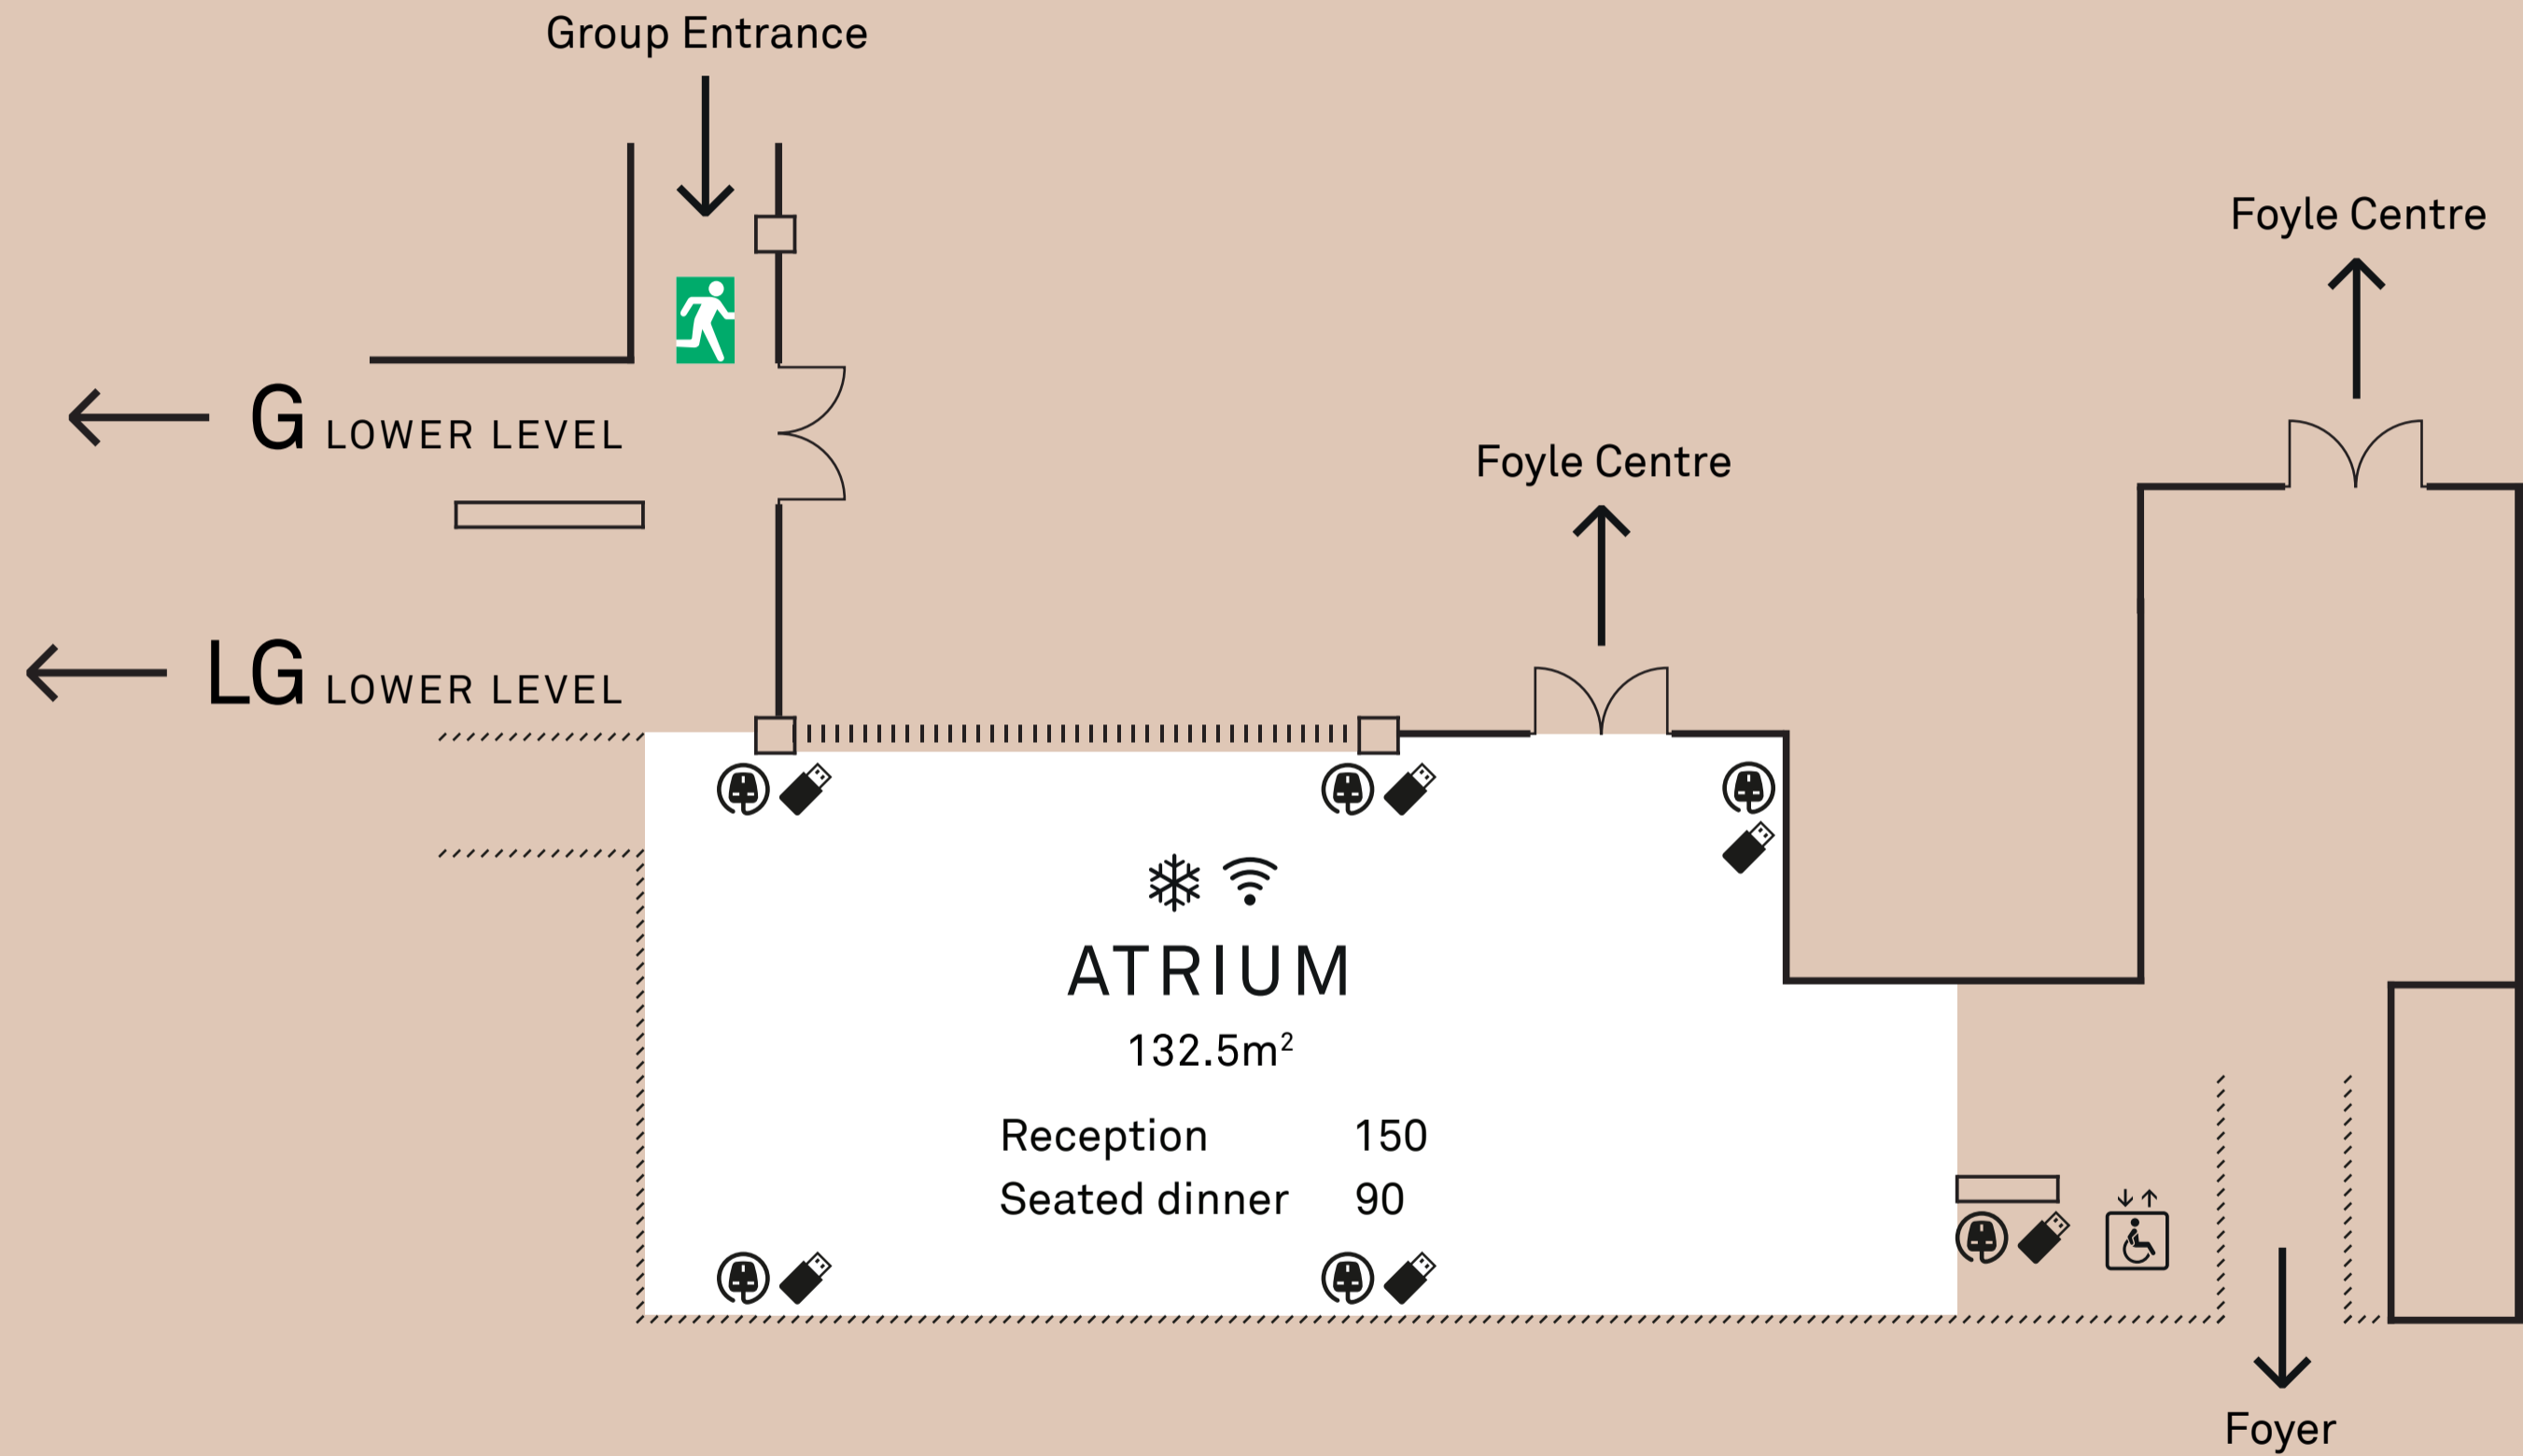 Group Entrance
Foyle Centre
G LOWER LEVEL
Foyle Centre
LG LOWER LEVEL
ATRIUM
132.5m²
Reception 150
Seated dinner 90
Foyer